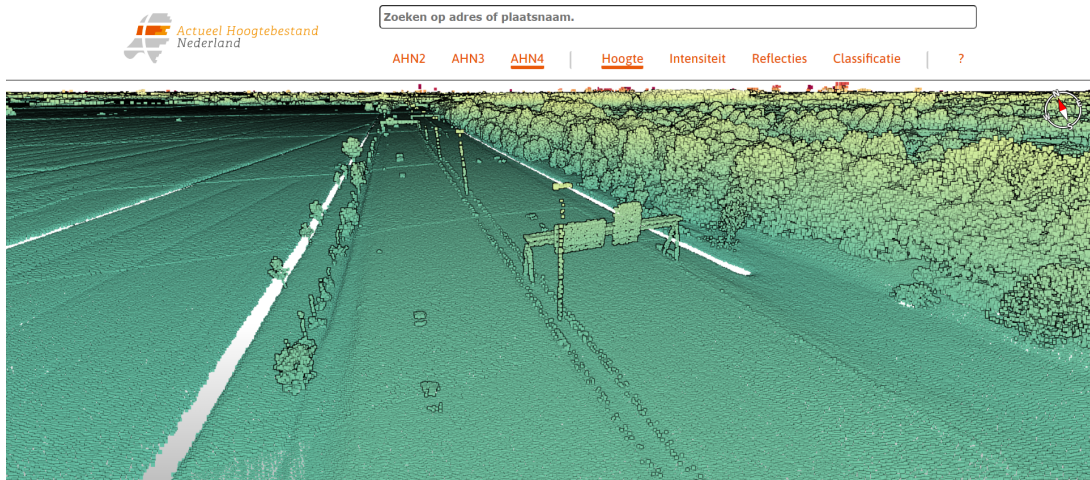 Actueel Hoogtebestand
Nederland
Zoeken op adres of plaatsnaam.
AHN2 AHN3 AHN4 | Hoogte Intensiteit Reflecties Classificatie | ?